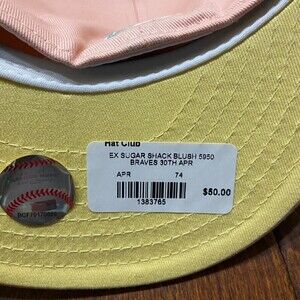 Hat Club
EX SUGAR SHACK BLUSH 5950
BRAVES 30TH APR
APR 74
$50.00
1383765